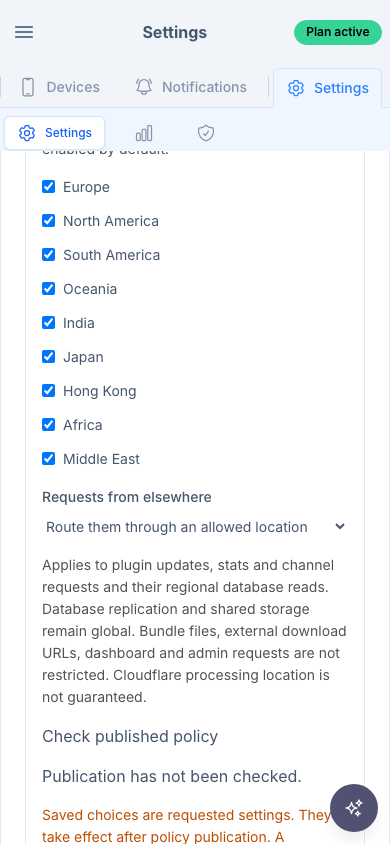 Settings
Plan active
Devices
Notifications
Settings
Settings
enabled by default.
Europe
North America
South America
Oceania
India
Japan
Hong Kong
Africa
Middle East
Requests from elsewhere
Route them through an allowed location
Applies to plugin updates, stats and channel
requests and their regional database reads.
Database replication and shared storage
remain global. Bundle files, external download
URLs, dashboard and admin requests are not
restricted. Cloudflare processing location is
not guaranteed.
Check published policy
Publication has not been checked.
Saved choices are requested settings. They
take effect after policy publication. A